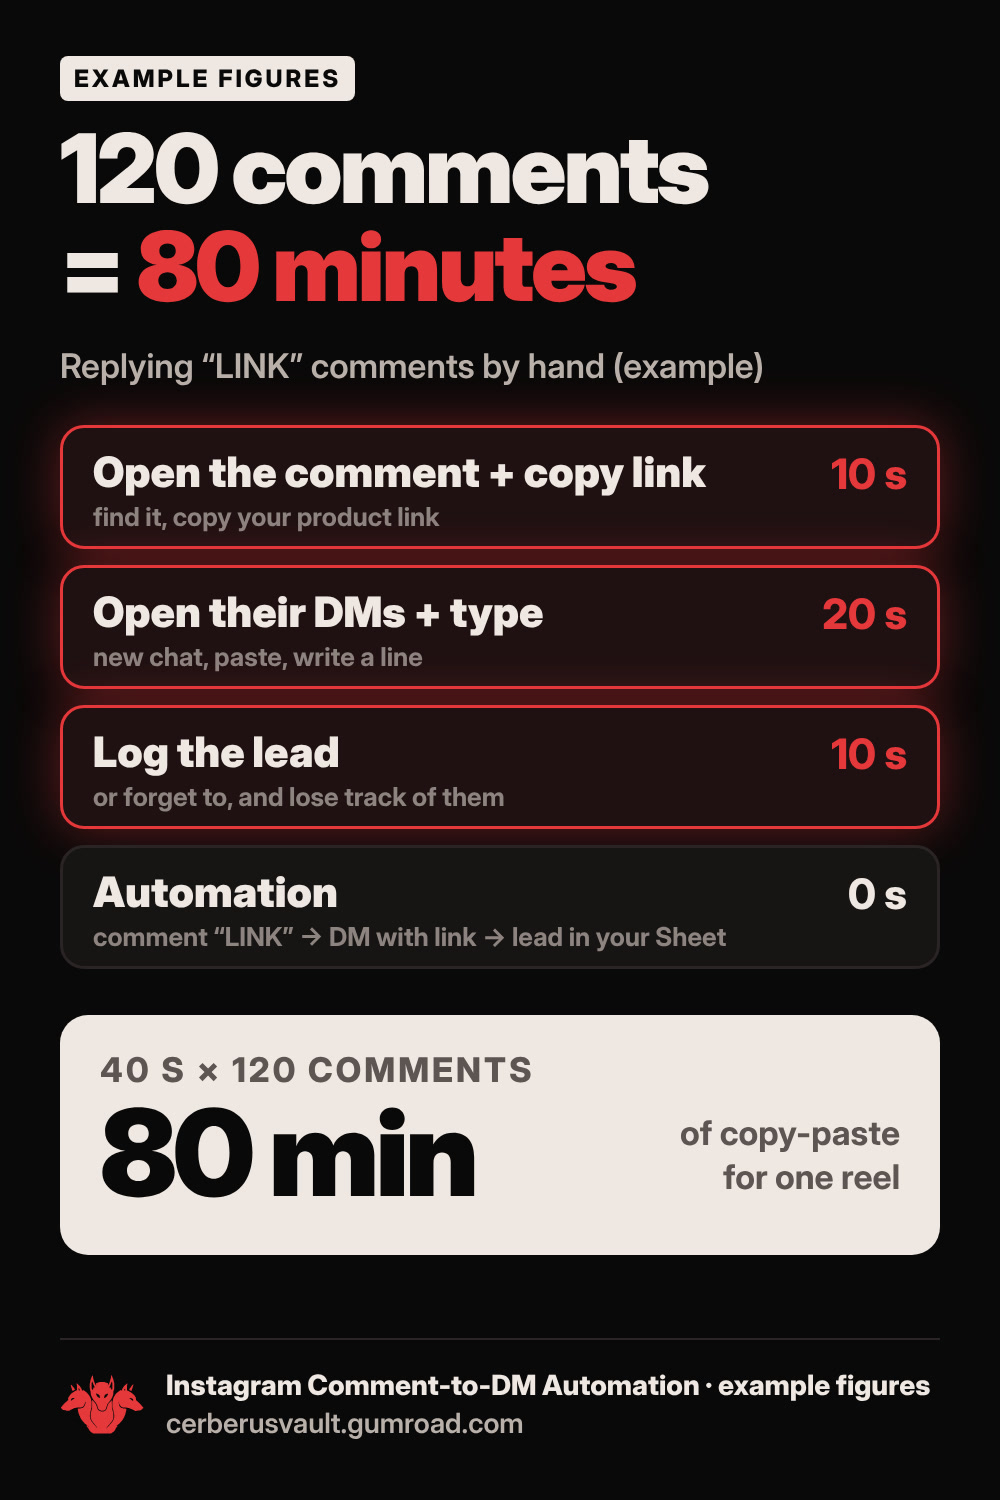 EXAMPLE FIGURES
120 comments
= 80 minutes
Replying “LINK” comments by hand (example)
Open the comment + copy link
10 s
find it, copy your product link
Open their DMs + type
20 s
new chat, paste, write a line
Log the lead
10 s
or forget to, and lose track of them
Automation
0 s
comment “LINK” → DM with link → lead in your Sheet
40 S × 120 COMMENTS
80 min
of copy-paste
for one reel
Instagram Comment-to-DM Automation · example figures
cerberusvault.gumroad.com